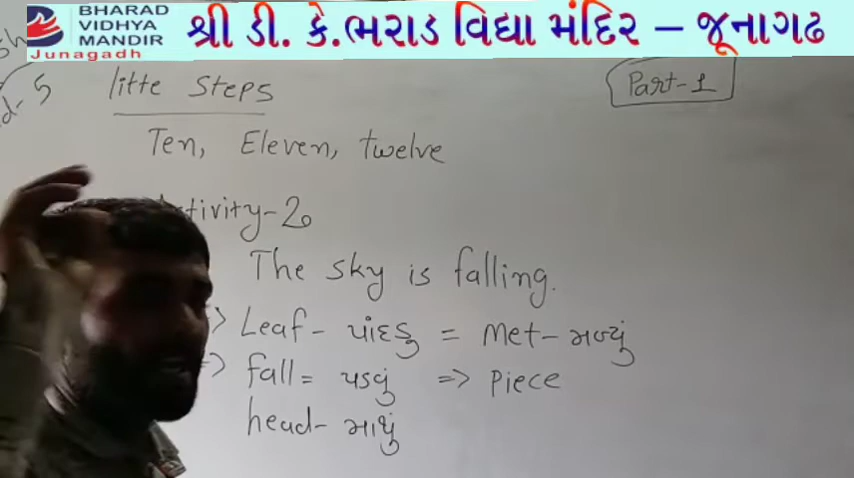 BHARAD
VIDHYA
MANDIR
Junagadh
શ્રી ડી. કે.ભરાડ વિદ્યા મંદિર – જૂનાગઢ
litte Steps
Part-1
Ten, Eleven, twelve
tivity-2
The sky is falling.
Leaf- પાંદડુ = met- મળ્યું
fall = પડવું => Piece
head- માથું